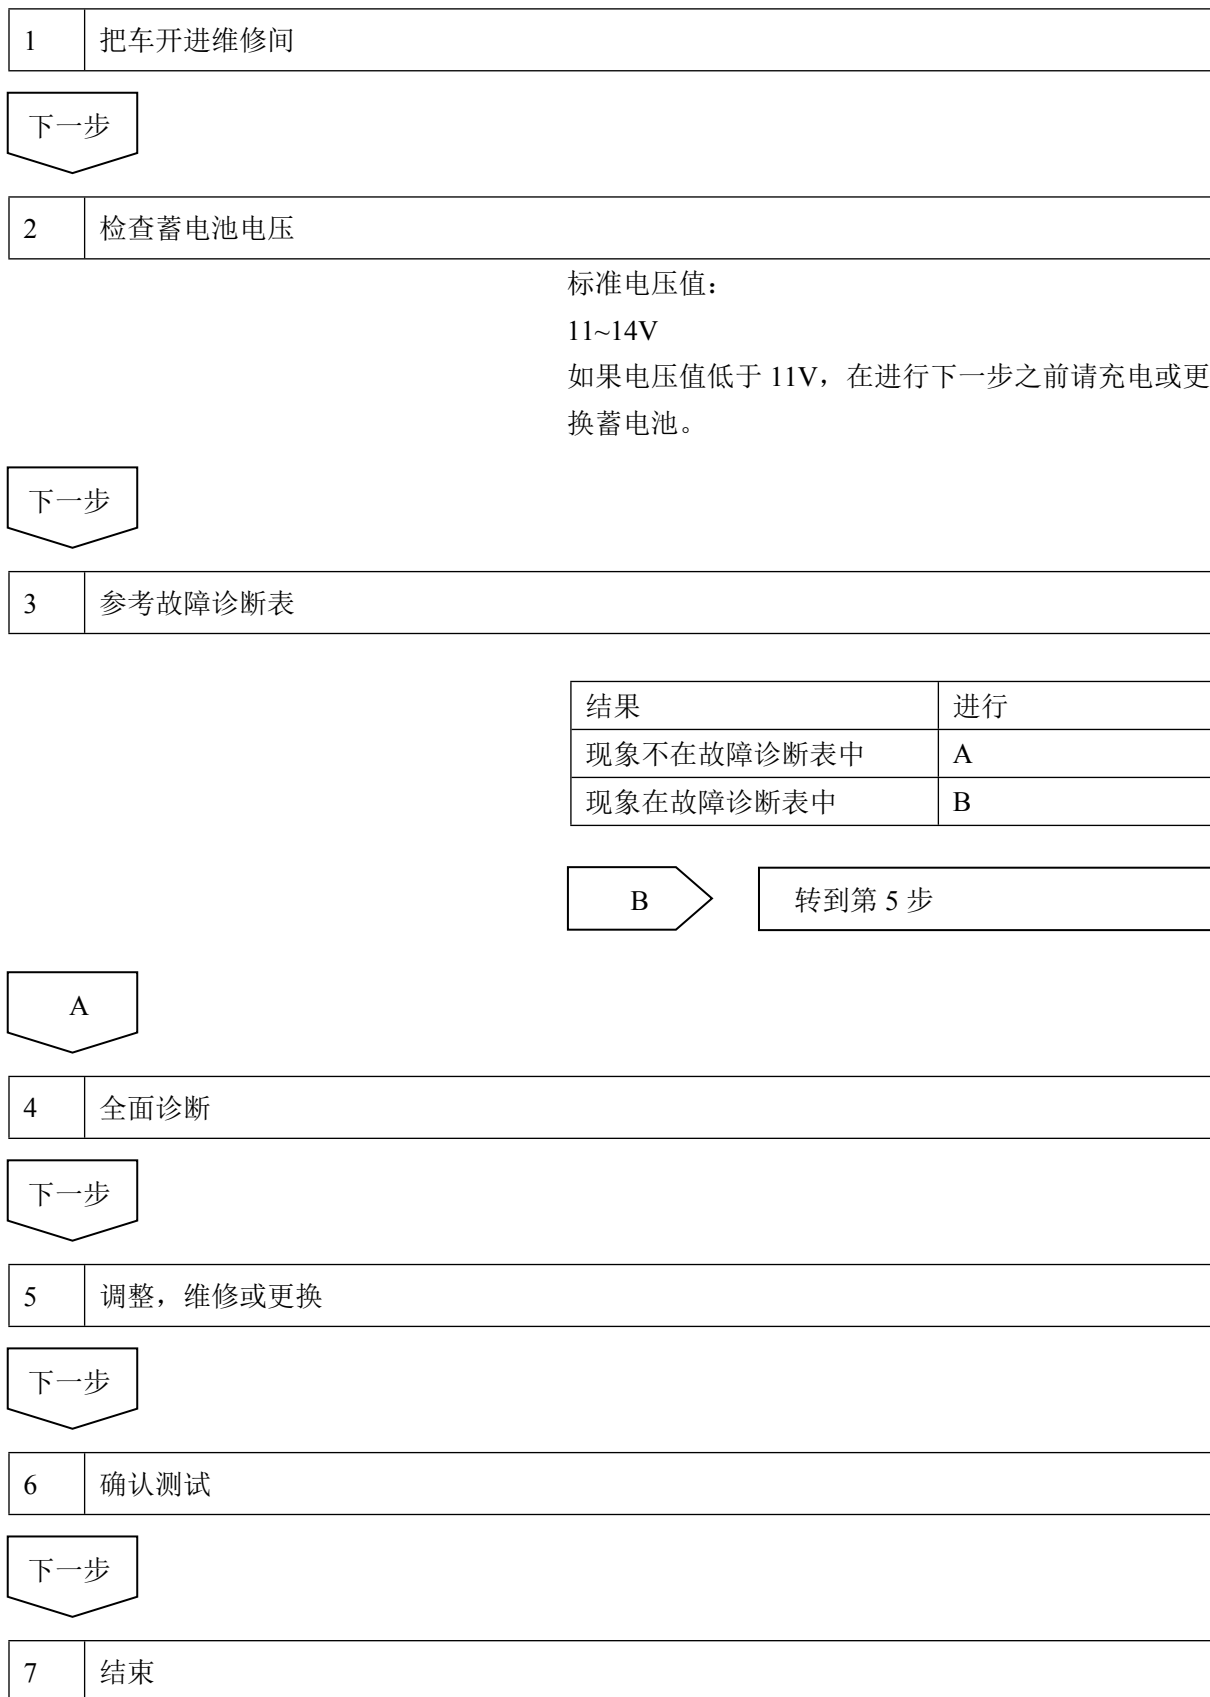 1 把车开进维修间
下一步
2 检查蓄电池电压
标准电压值：
11~14V
如果电压值低于 11V，在进行下一步之前请充电或更
换蓄电池。
下一步
3 参考故障诊断表
结果 进行
现象不在故障诊断表中 A
现象在故障诊断表中 B
B 转到第 5 步
A
4 全面诊断
下一步
5 调整，维修或更换
下一步
6 确认测试
下一步
7 结束